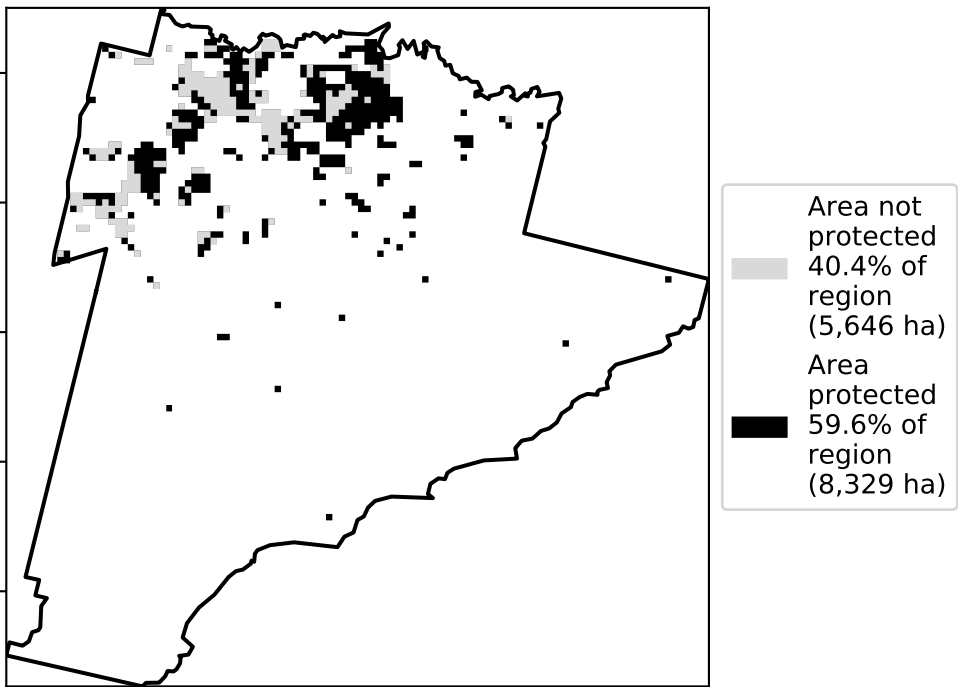 Area not
protected
40.4% of
region
(5,646 ha)
Area
protected
59.6% of
region
(8,329 ha)